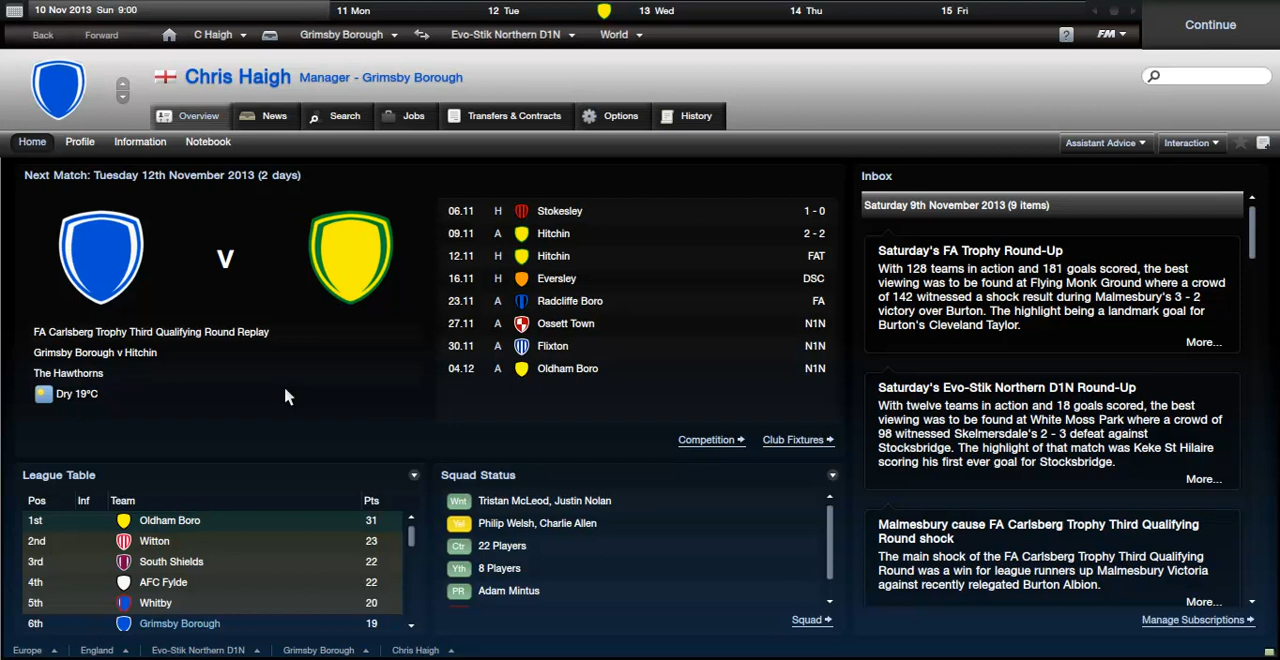 10 Nov 2013 Sun 9:00 11 Mon 12 Tue 13 Wed 14 Thu 15 Fri
Continue
Back Forward C Haigh Grimsby Borough Evo-Stik Northern D1N World ? FM
Chris Haigh Manager - Grimsby Borough
Overview News Search Jobs Transfers & Contracts Options History
Home Profile Information Notebook Assistant Advice Interaction
Next Match: Tuesday 12th November 2013 (2 days)
V
FA Carlsberg Trophy Third Qualifying Round Replay
Grimsby Borough v Hitchin
The Hawthorns
Dry 19°C
06.11 H Stokesley 1 - 0
09.11 A Hitchin 2 - 2
12.11 H Hitchin FAT
16.11 H Eversley DSC
23.11 A Radcliffe Boro FA
27.11 A Ossett Town N1N
30.11 A Flixton N1N
04.12 A Oldham Boro N1N
Competition Club Fixtures
League Table
Pos Inf Team Pts
1st Oldham Boro 31
2nd Witton 23
3rd South Shields 22
4th AFC Fylde 22
5th Whitby 20
6th Grimsby Borough 19
Squad Status
Wnt Tristan McLeod, Justin Nolan
Yel Philip Welsh, Charlie Allen
Ctr 22 Players
Yth 8 Players
PR Adam Mintus
Squad
Inbox
Saturday 9th November 2013 (9 items)
Saturday's FA Trophy Round-Up
With 128 teams in action and 181 goals scored, the best
viewing was to be found at Flying Monk Ground where a crowd
of 142 witnessed a shock result during Malmesbury's 3 - 2
victory over Burton. The highlight being a landmark goal for
Burton's Cleveland Taylor.
More...
Saturday's Evo-Stik Northern D1N Round-Up
With twelve teams in action and 18 goals scored, the best
viewing was to be found at White Moss Park where a crowd of
98 witnessed Skelmersdale's 2 - 3 defeat against
Stocksbridge. The highlight of that match was Keke St Hilaire
scoring his first ever goal for Stocksbridge.
More...
Malmesbury cause FA Carlsberg Trophy Third Qualifying
Round shock
The main shock of the FA Carlsberg Trophy Third Qualifying
Round was a win for league runners up Malmesbury Victoria
against recently relegated Burton Albion.
More...
Manage Subscriptions
Europe England Evo-Stik Northern D1N Grimsby Borough Chris Haigh